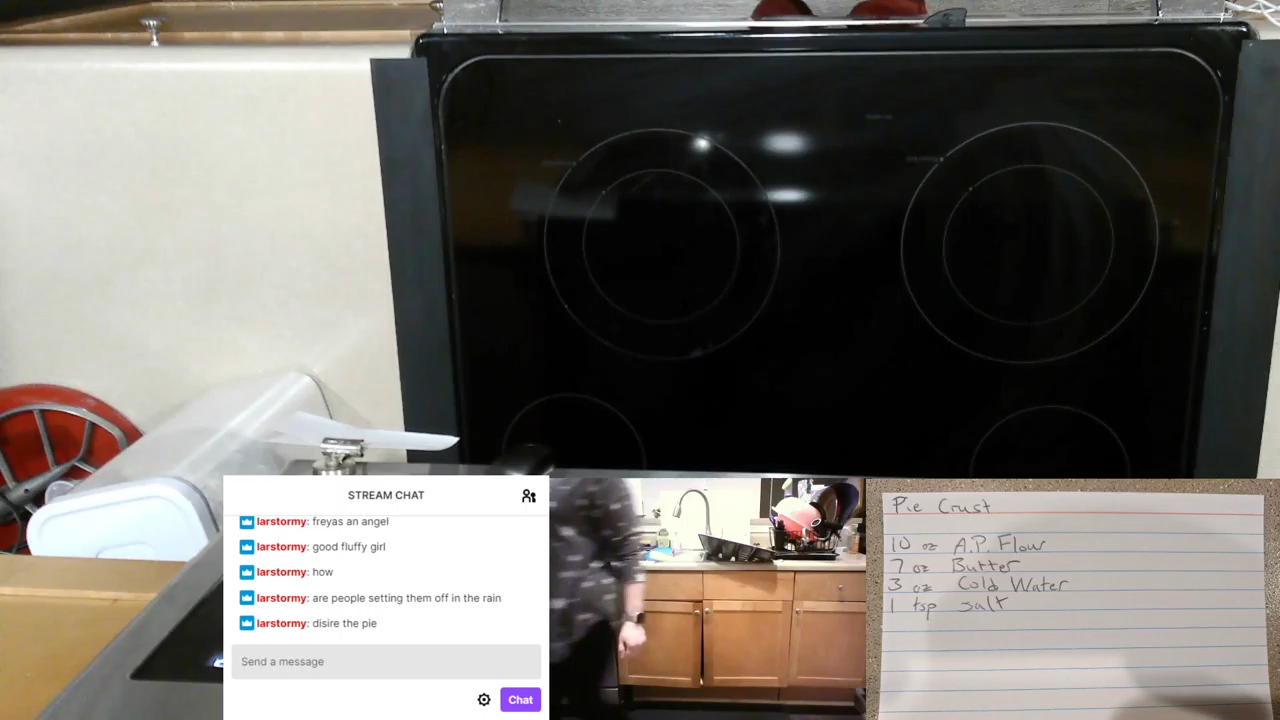 STREAM CHAT
larstormy: freyas an angel
larstormy: good fluffy girl
larstormy: how
larstormy: are people setting them off in the rain
larstormy: disire the pie
Send a message
Chat
Pie Crust
10 oz A.P. Flour
7 oz Butter
3 oz Cold Water
1 tsp salt